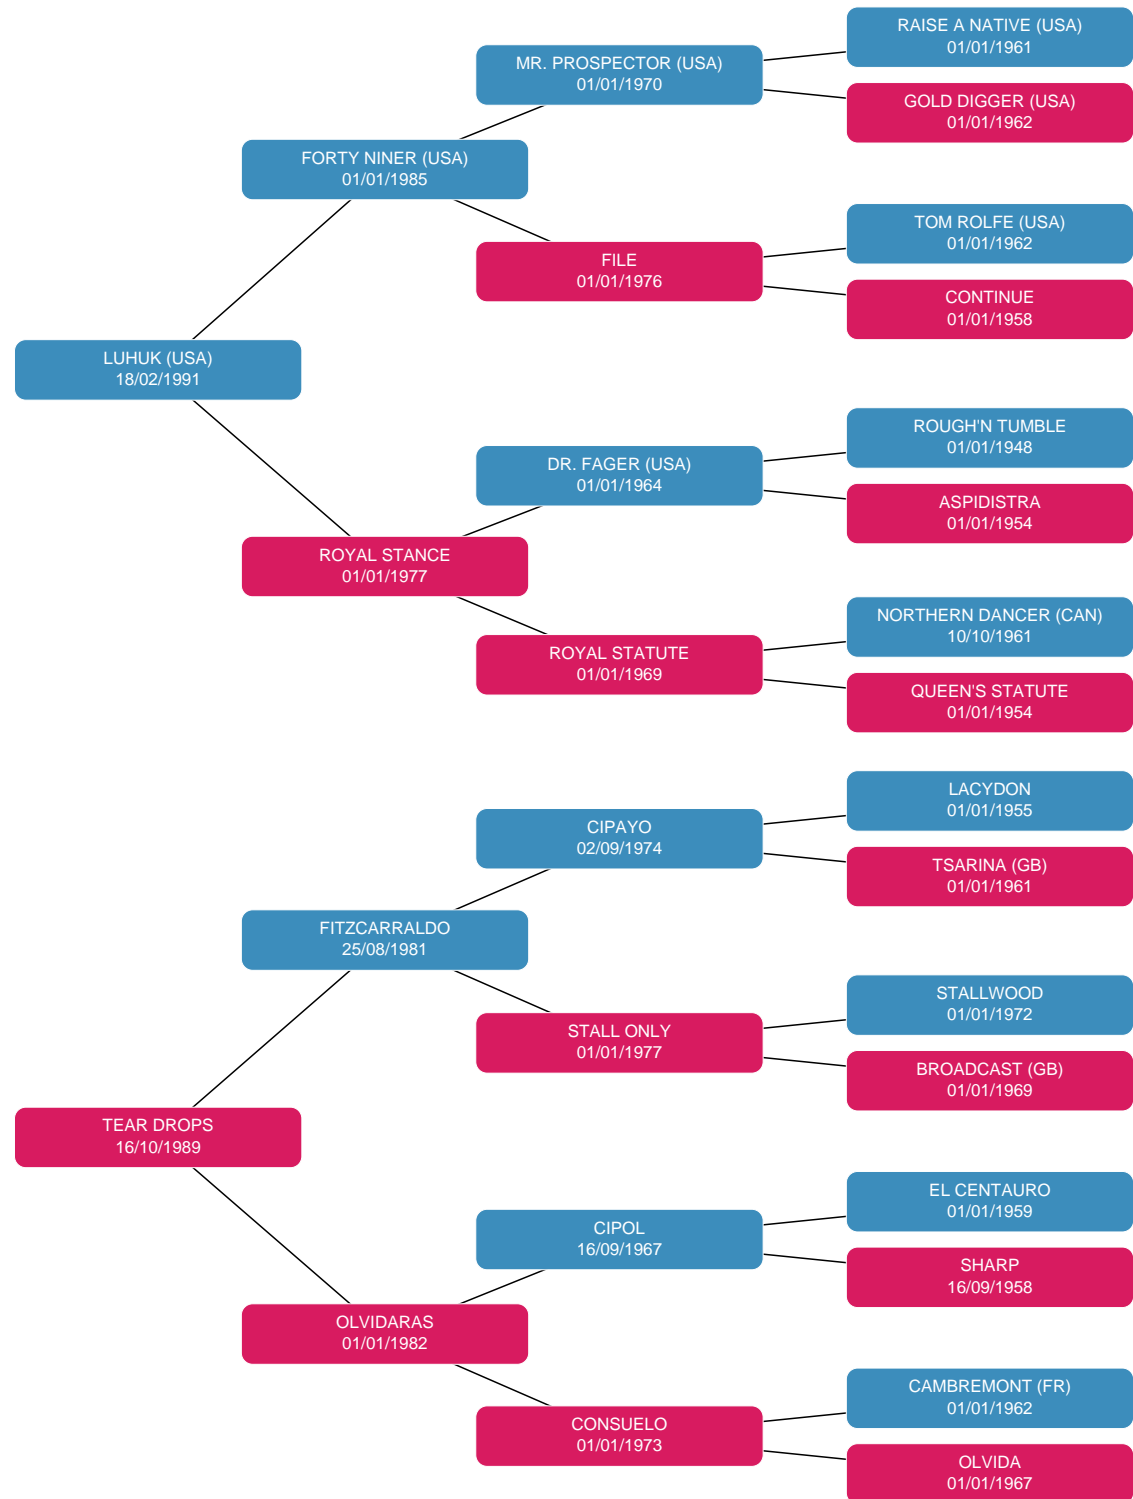 RAISE A NATIVE (USA)
01/01/1961
MR. PROSPECTOR (USA)
01/01/1970
GOLD DIGGER (USA)
01/01/1962
FORTY NINER (USA)
01/01/1985
TOM ROLFE (USA)
01/01/1962
FILE
01/01/1976
CONTINUE
01/01/1958
LUHUK (USA)
18/02/1991
ROUGH'N TUMBLE
01/01/1948
DR. FAGER (USA)
01/01/1964
ASPIDISTRA
01/01/1954
ROYAL STANCE
01/01/1977
NORTHERN DANCER (CAN)
10/10/1961
ROYAL STATUTE
01/01/1969
QUEEN'S STATUTE
01/01/1954
LACYDON
01/01/1955
CIPAYO
02/09/1974
TSARINA (GB)
01/01/1961
FITZCARRALDO
25/08/1981
STALLWOOD
01/01/1972
STALL ONLY
01/01/1977
BROADCAST (GB)
01/01/1969
TEAR DROPS
16/10/1989
EL CENTAURO
01/01/1959
CIPOL
16/09/1967
SHARP
16/09/1958
OLVIDARAS
01/01/1982
CAMBREMONT (FR)
01/01/1962
CONSUELO
01/01/1973
OLVIDA
01/01/1967